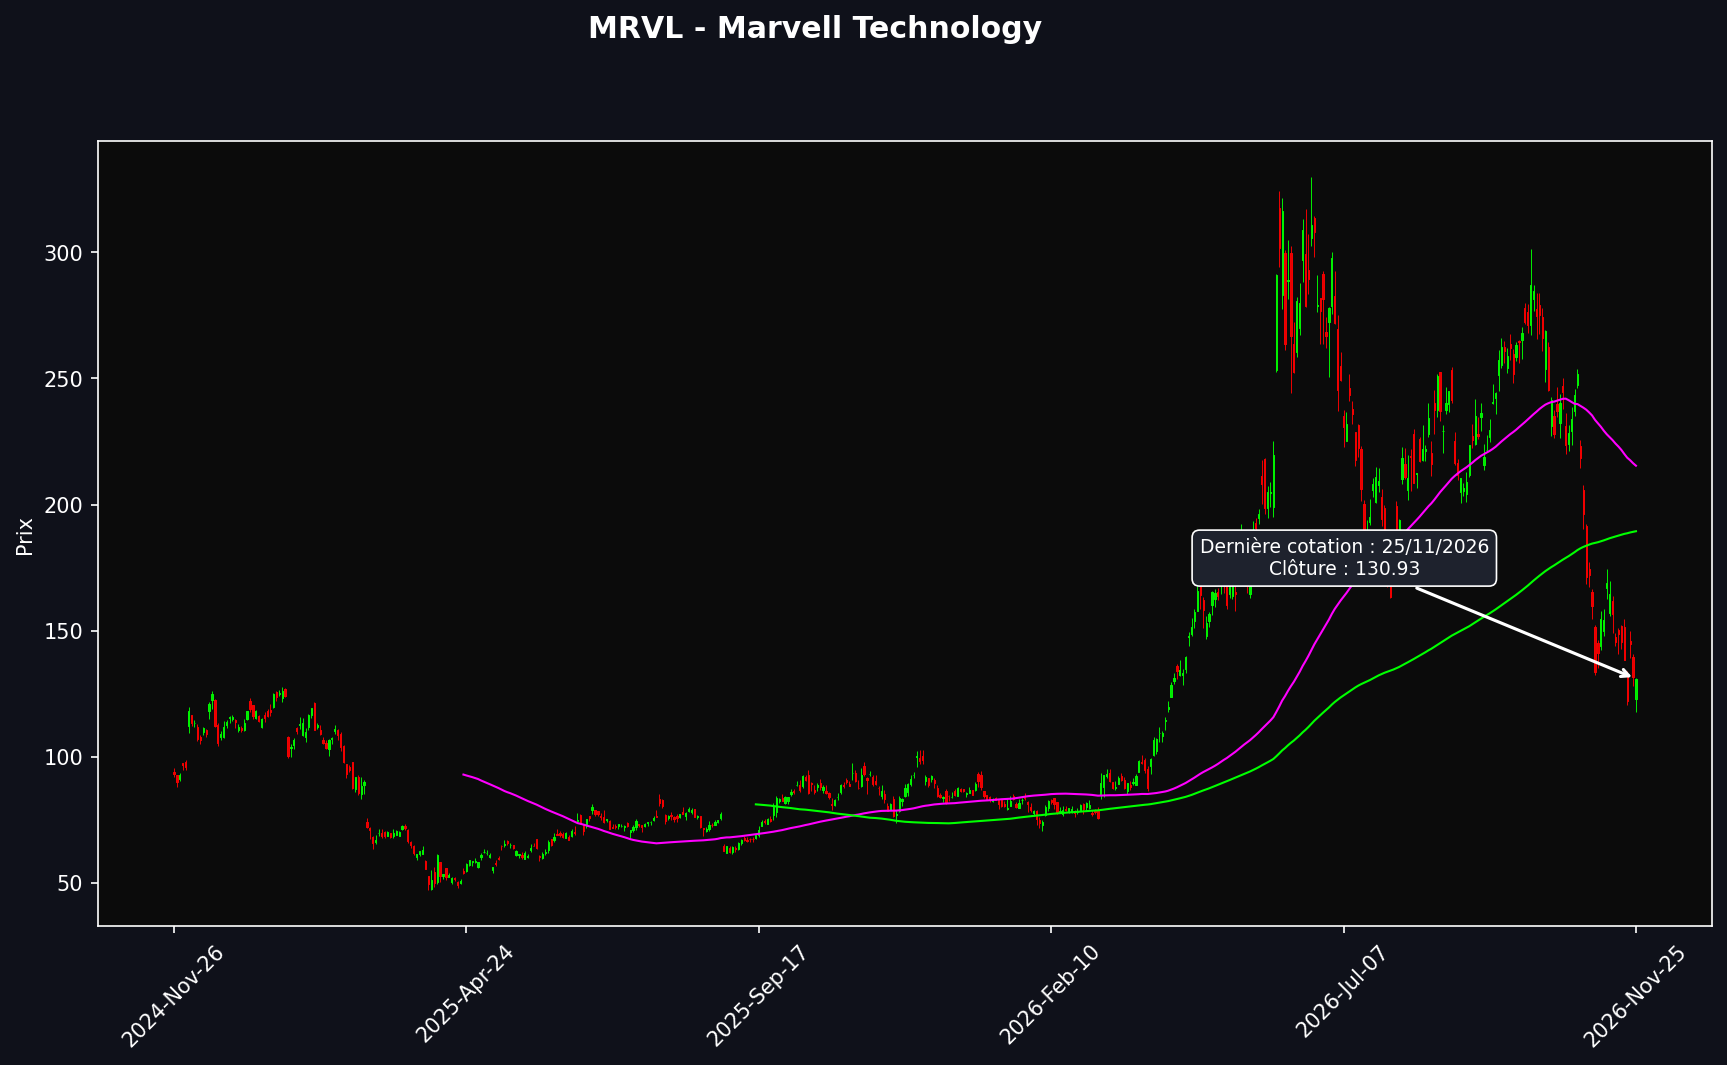 MRVL - Marvell Technology
Prix
300
250
200
150
100
50
Dernière cotation : 25/11/2026
Clôture : 130.93
2024-Nov-26
2025-Apr-24
2025-Sep-17
2026-Feb-10
2026-Jul-07
2026-Nov-25